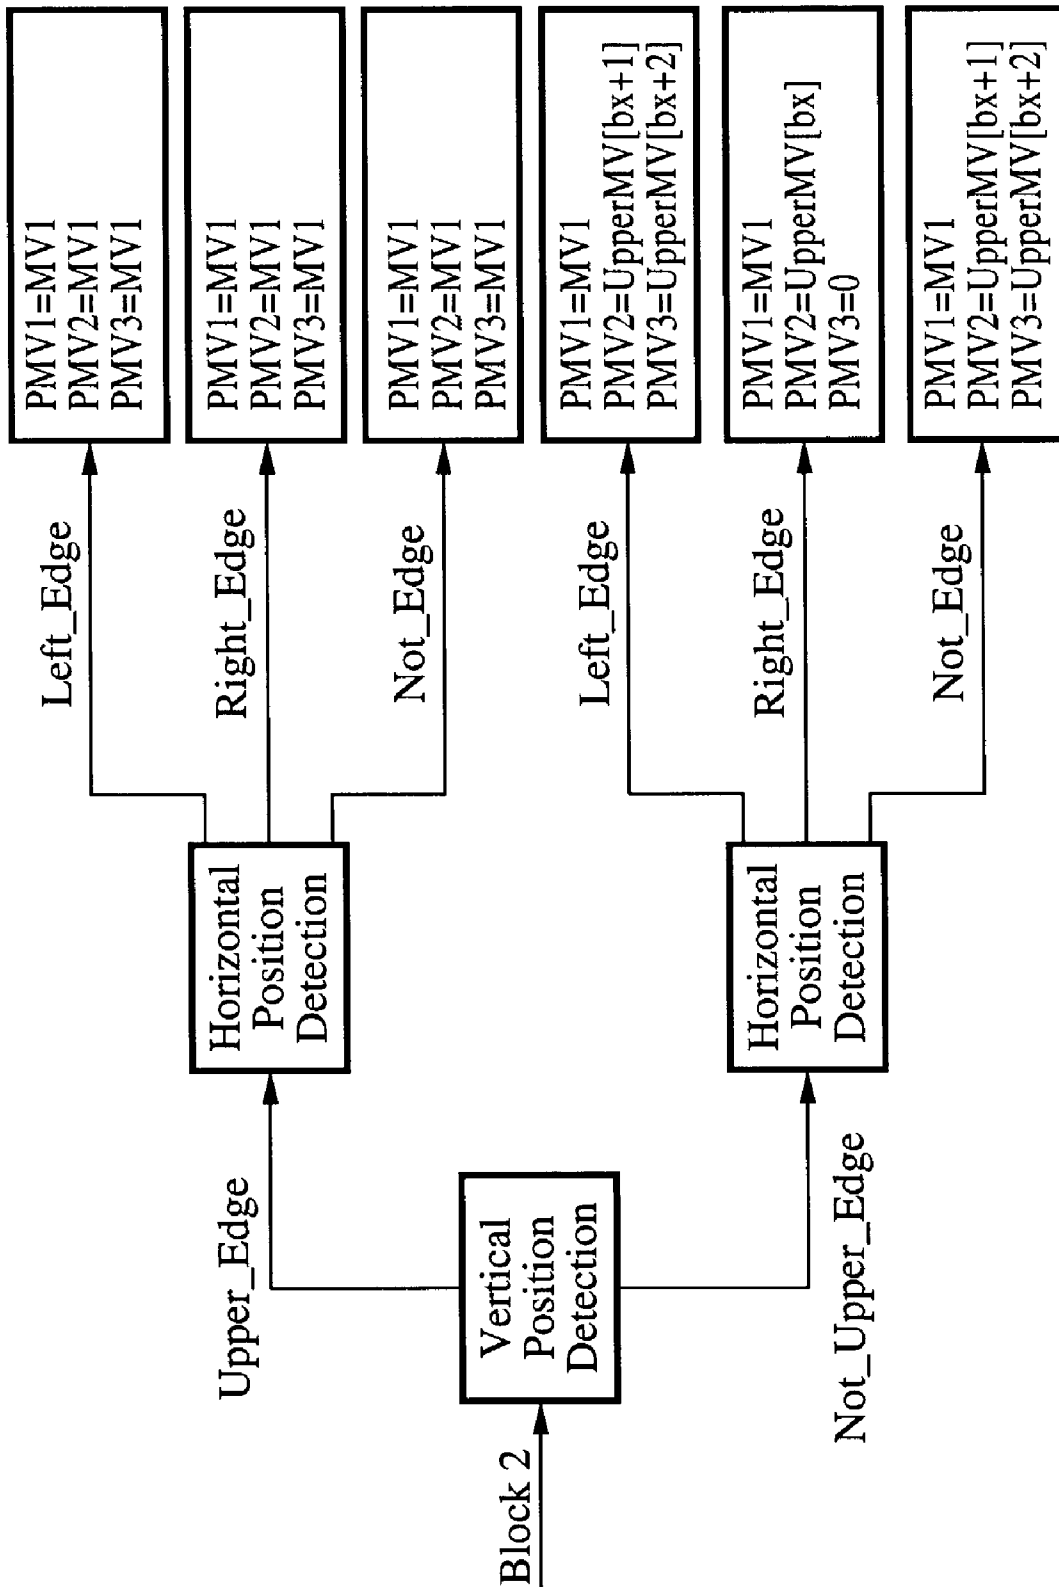 Block 2
Vertical
Position
Detection
Upper_Edge
Not_Upper_Edge
Horizontal
Position
Detection
Left_Edge
Right_Edge
Not_Edge
PMV1=MV1
PMV2=MV1
PMV3=MV1
PMV1=MV1
PMV2=MV1
PMV3=MV1
PMV1=MV1
PMV2=MV1
PMV3=MV1
Horizontal
Position
Detection
Left_Edge
Right_Edge
Not_Edge
PMV1=MV1
PMV2=UpperMV[bx+1]
PMV3=UpperMV[bx+2]
PMV1=MV1
PMV2=UpperMV[bx]
PMV3=0
PMV1=MV1
PMV2=UpperMV[bx+1]
PMV3=UpperMV[bx+2]